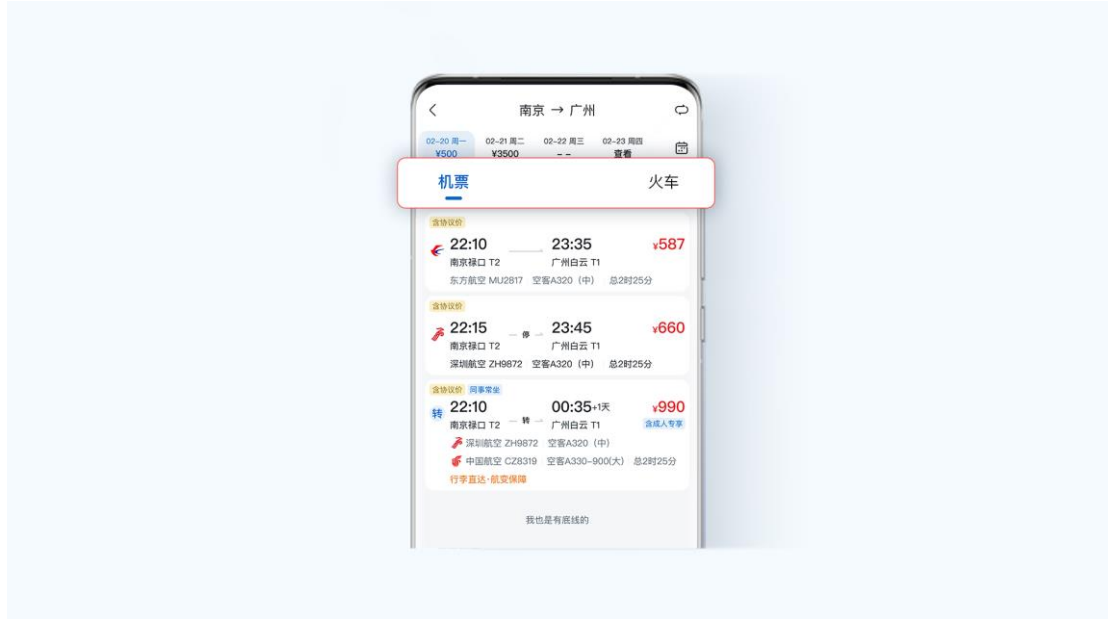 南京 → 广州
02-20 周一 02-21 周二 02-22 周三 02-23 周四
¥500 ¥3500 -- 查看
机票 火车
含协议价
22:10 23:35 ¥587
南京禄口 T2 广州白云 T1
东方航空 MU2817 空客A320（中） 总2时25分
含协议价
22:15 停 23:45 ¥660
南京禄口 T2 广州白云 T1
深圳航空 ZH9872 空客A320（中） 总2时25分
含协议价 同事常坐
转 22:10 转 00:35+1天 ¥990
南京禄口 T2 广州白云 T1 含成人专享
深圳航空 ZH9872 空客A320（中）
中国航空 CZ8319 空客A330-900(大) 总2时25分
行李直达·航变保障
我也是有底线的